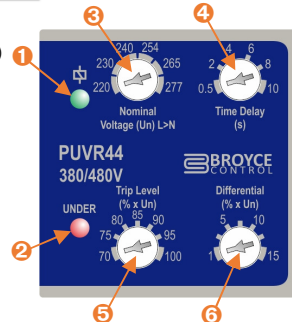 3
4
1
240 254
230 265
220 277
Nominal
Voltage (Un) L>N
4 6
2 8
0.5 10
Time Delay
(s)
PUVR44
380/480V
BROYCE
CONTROL
UNDER
2
Trip Level
(% x Un)
80 85 90
75 95
70 100
Differential
(% x Un)
5 10
1 15
5
6